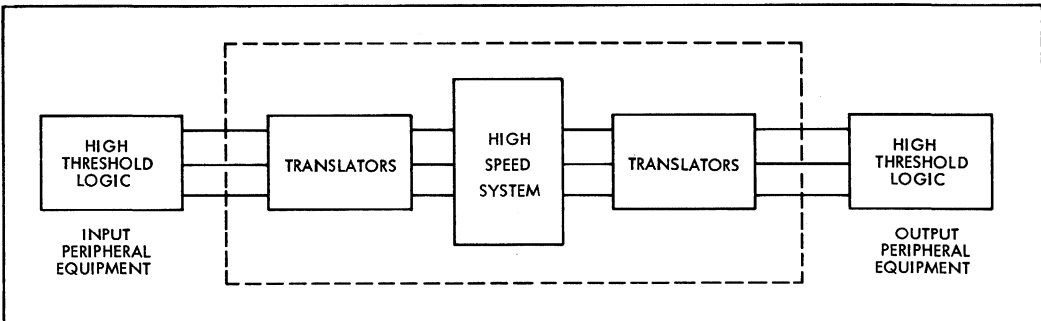 HIGH
THRESHOLD
LOGIC
INPUT
PERIPHERAL
EQUIPMENT
TRANSLATORS
HIGH
SPEED
SYSTEM
TRANSLATORS
HIGH
THRESHOLD
LOGIC
OUTPUT
PERIPHERAL
EQUIPMENT